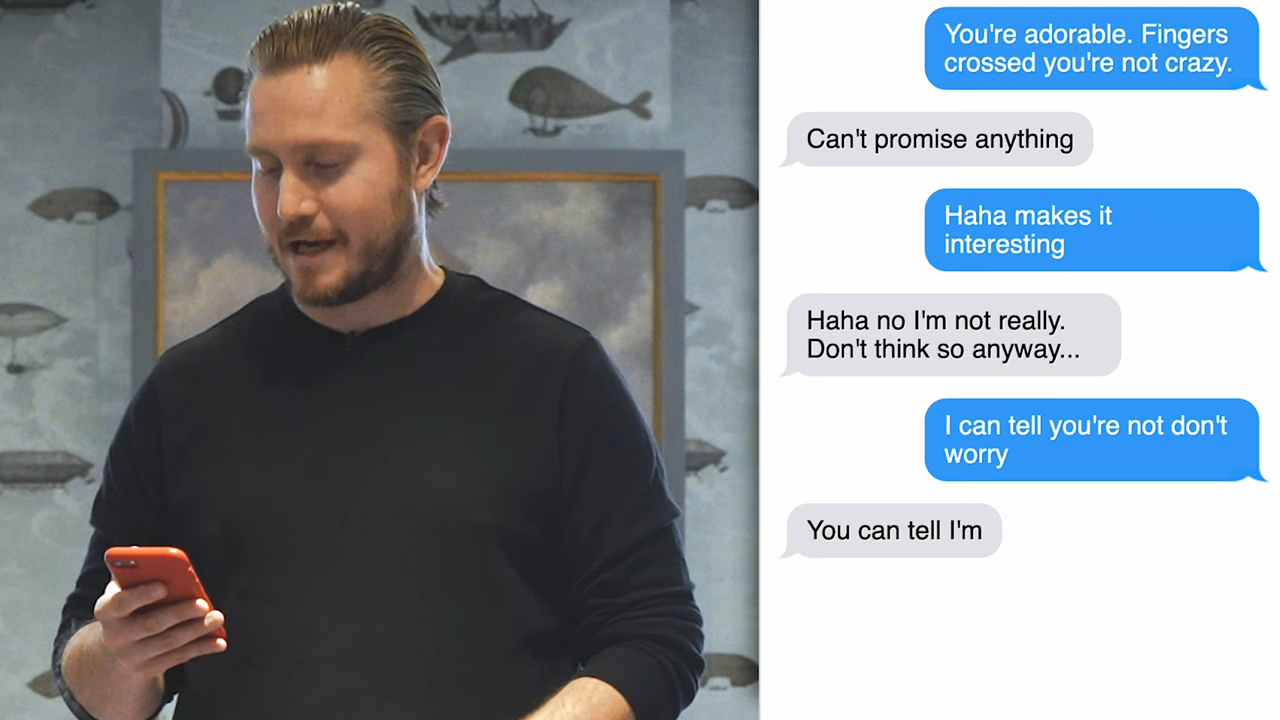 You're adorable. Fingers
crossed you're not crazy.
Can't promise anything
Haha makes it
interesting
Haha no I'm not really.
Don't think so anyway...
I can tell you're not don't
worry
You can tell I'm